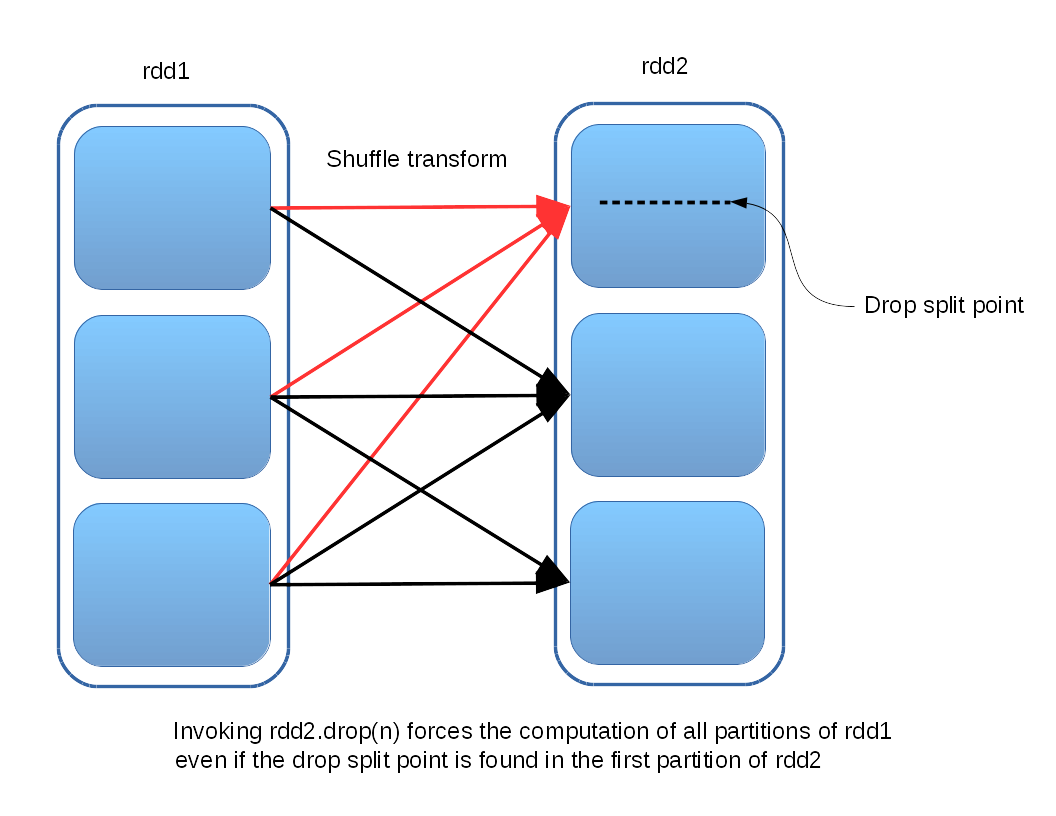 rdd1
rdd2
Shuffle transform
Drop split point
Invoking rdd2.drop(n) forces the computation of all partitions of rdd1
even if the drop split point is found in the first partition of rdd2